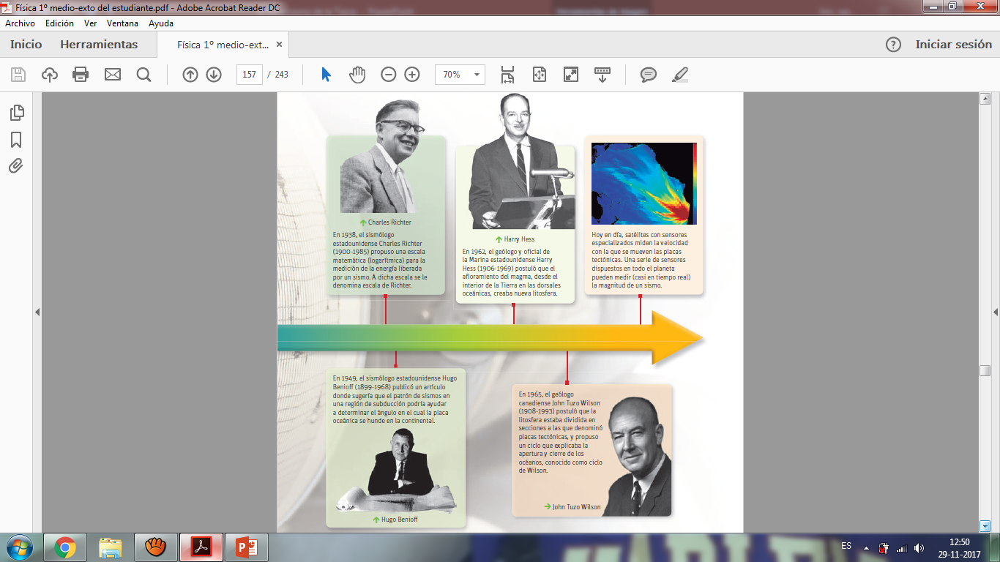 Física 1º medio-exto del estudiante.pdf - Adobe Acrobat Reader DC
Archivo Edición Ver Ventana Ayuda
Inicio Herramientas Física 1º medio-ext... × Iniciar sesión
157 / 243 70%
Charles Richter
En 1938, el sismólogo
estadounidense Charles Richter
(1900-1985) propuso una escala
matemática (logarítmica) para la
medición de la energía liberada
por un sismo. A dicha escala se le
denomina escala de Richter.
Harry Hess
En 1962, el geólogo y oficial de
la Marina estadounidense Harry
Hess (1906-1969) postuló que el
afloramiento del magma, desde el
interior de la Tierra en las dorsales
oceánicas, creaba nueva litosfera.
Hoy en día, satélites con sensores
especializados miden la velocidad
con la que se mueven las placas
tectónicas. Una serie de sensores
dispuestos en todo el planeta
pueden medir (casi en tiempo real)
la magnitud de un sismo.
En 1949, el sismólogo estadounidense Hugo
Benioff (1899-1968) publicó un artículo
donde sugería que el patrón de sismos en
una región de subducción podría ayudar
a determinar el ángulo en el cual la placa
oceánica se hunde en la continental.
Hugo Benioff
En 1965, el geólogo
canadiense John Tuzo Wilson
(1908-1993) postuló que la
litosfera estaba dividida en
secciones a las que denominó
placas tectónicas, y propuso
un ciclo que explicaba la
apertura y cierre de los
océanos, conocido como ciclo
de Wilson.
John Tuzo Wilson
ES
12:50
29-11-2017